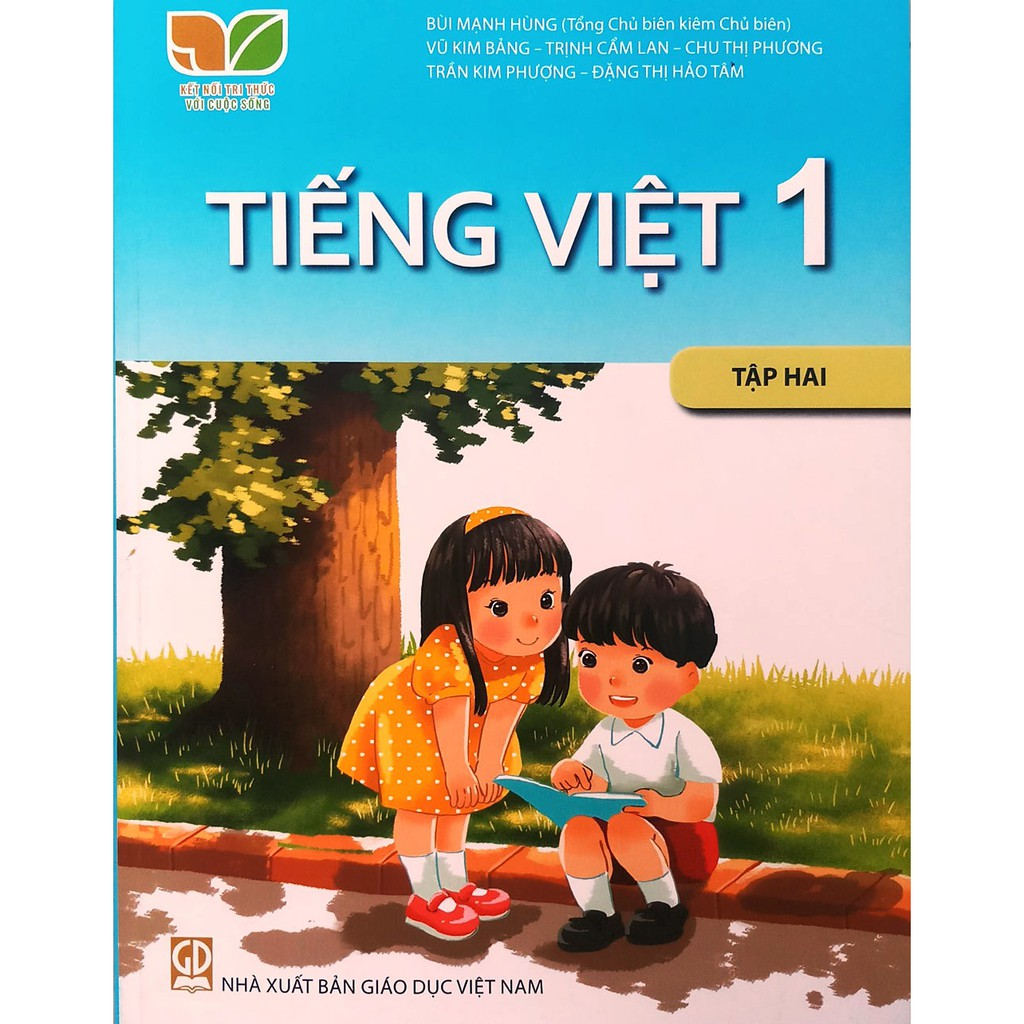 KẾT NỐI TRI THỨC
VỚI CUỘC SỐNG
BÙI MẠNH HÙNG (Tổng Chủ biên kiêm Chủ biên)
VŨ KIM BẢNG – TRỊNH CẨM LAN – CHU THỊ PHƯƠNG
TRẦN KIM PHƯỢNG – ĐẶNG THỊ HẢO TÂM
TIẾNG VIỆT 1
TẬP HAI
GD
NHÀ XUẤT BẢN GIÁO DỤC VIỆT NAM